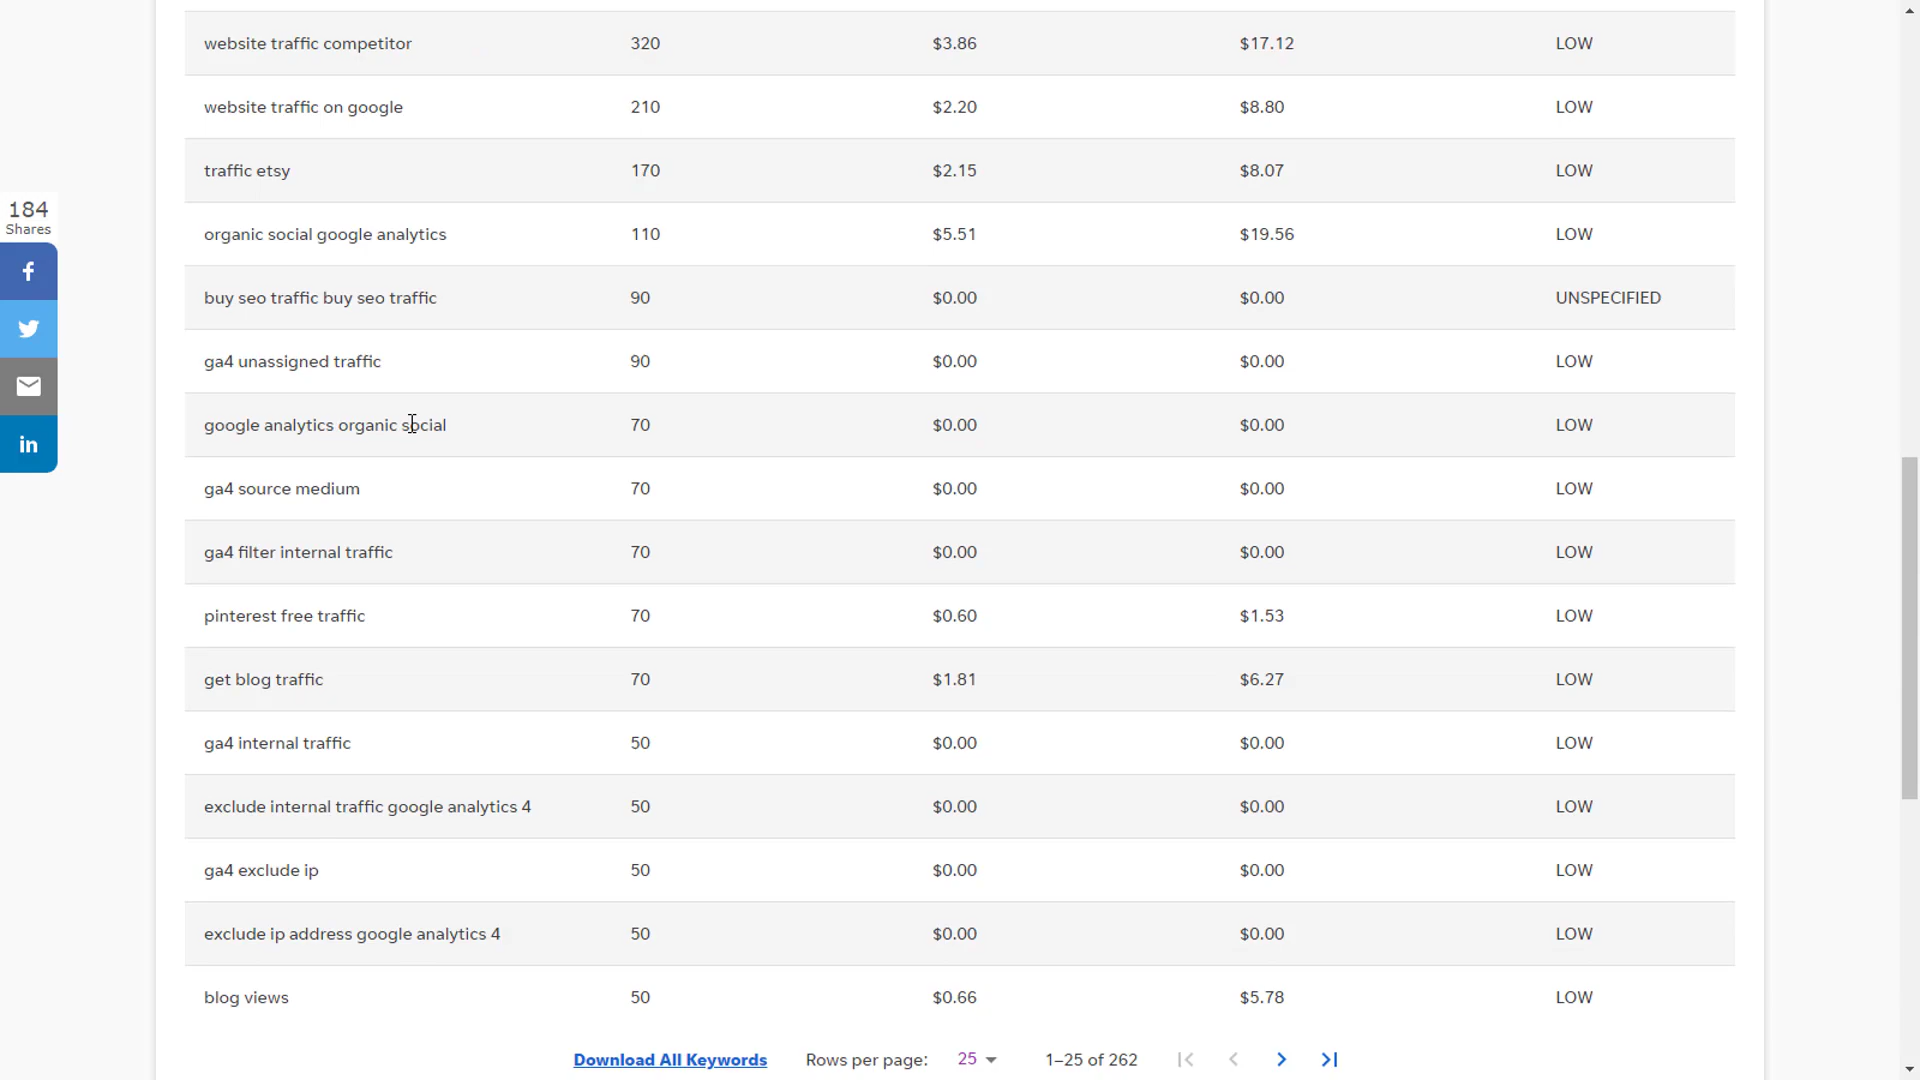 website traffic competitor 320 $3.86 $17.12 LOW
website traffic on google 210 $2.20 $8.80 LOW
traffic etsy 170 $2.15 $8.07 LOW
184
Shares
organic social google analytics 110 $5.51 $19.56 LOW
buy seo traffic buy seo traffic 90 $0.00 $0.00 UNSPECIFIED
ga4 unassigned traffic 90 $0.00 $0.00 LOW
google analytics organic social 70 $0.00 $0.00 LOW
ga4 source medium 70 $0.00 $0.00 LOW
ga4 filter internal traffic 70 $0.00 $0.00 LOW
pinterest free traffic 70 $0.60 $1.53 LOW
get blog traffic 70 $1.81 $6.27 LOW
ga4 internal traffic 50 $0.00 $0.00 LOW
exclude internal traffic google analytics 4 50 $0.00 $0.00 LOW
ga4 exclude ip 50 $0.00 $0.00 LOW
exclude ip address google analytics 4 50 $0.00 $0.00 LOW
blog views 50 $0.66 $5.78 LOW
Download All Keywords Rows per page: 25 1–25 of 262